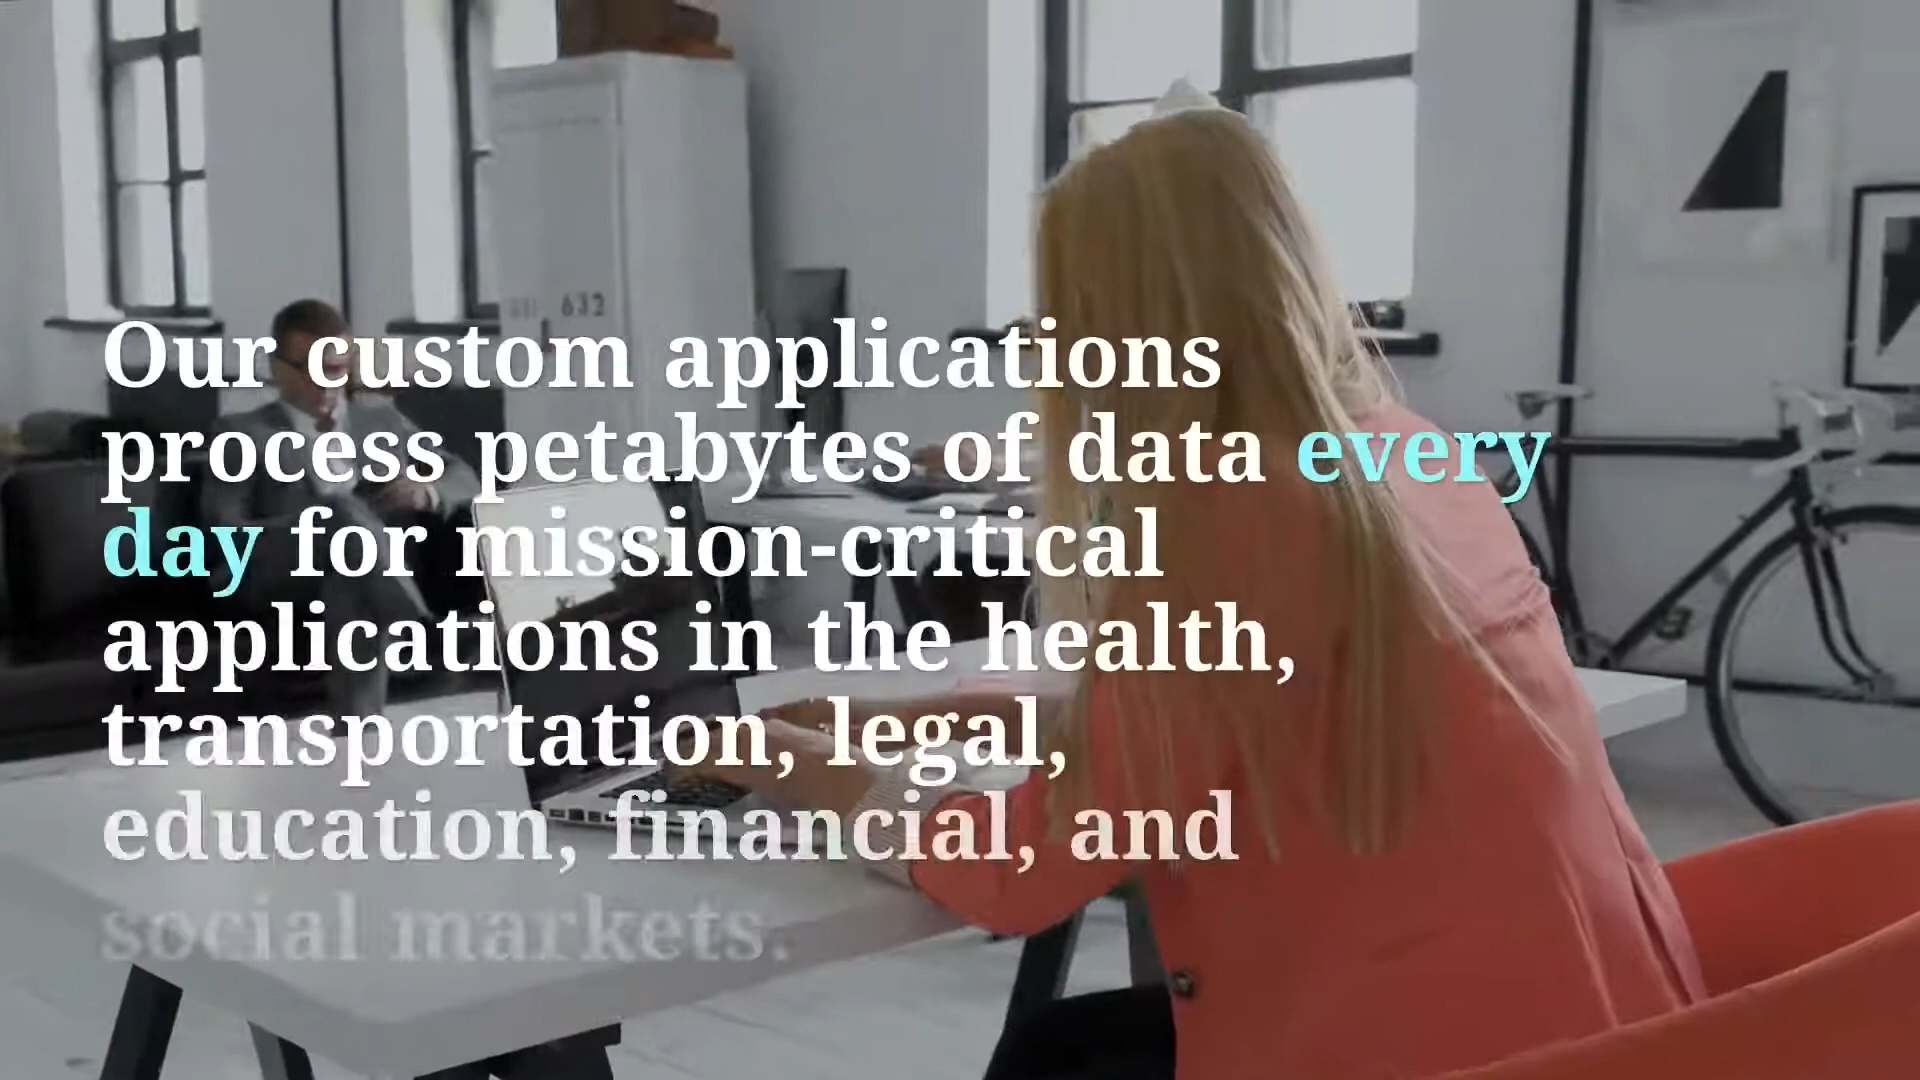 632
Our custom applications
process petabytes of data every
day for mission-critical
applications in the health,
transportation, legal,
education, financial, and
social markets.